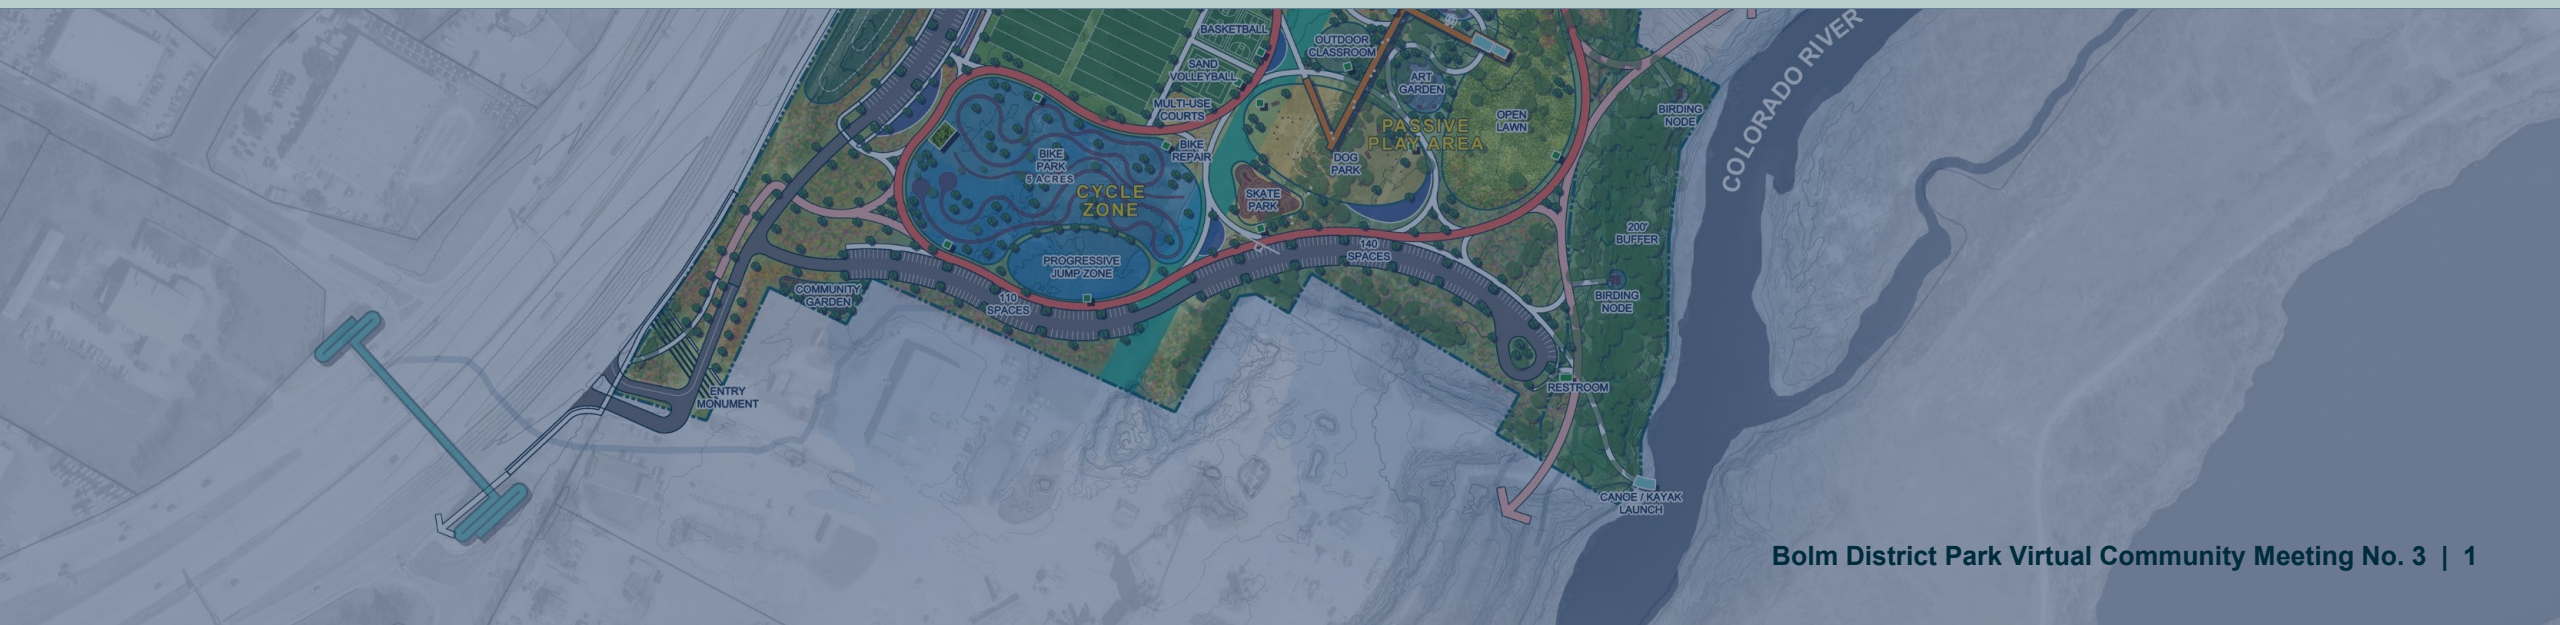 BASKETBALL
OUTDOOR
CLASSROOM
SAND
VOLLEYBALL
ART
GARDEN
COLORADO RIVER
MULTI-USE
COURTS
OPEN
LAWN
BIRDING
NODE
PASSIVE
PLAY AREA
BIKE
REPAIR
BIKE
PARK
5 ACRES
DOG
PARK
CYCLE
ZONE
SKATE
PARK
200'
BUFFER
140
SPACES
PROGRESSIVE
JUMP ZONE
COMMUNITY
GARDEN
110
SPACES
BIRDING
NODE
ENTRY
MONUMENT
RESTROOM
CANOE / KAYAK
LAUNCH
Bolm District Park Virtual Community Meeting No. 3 | 1